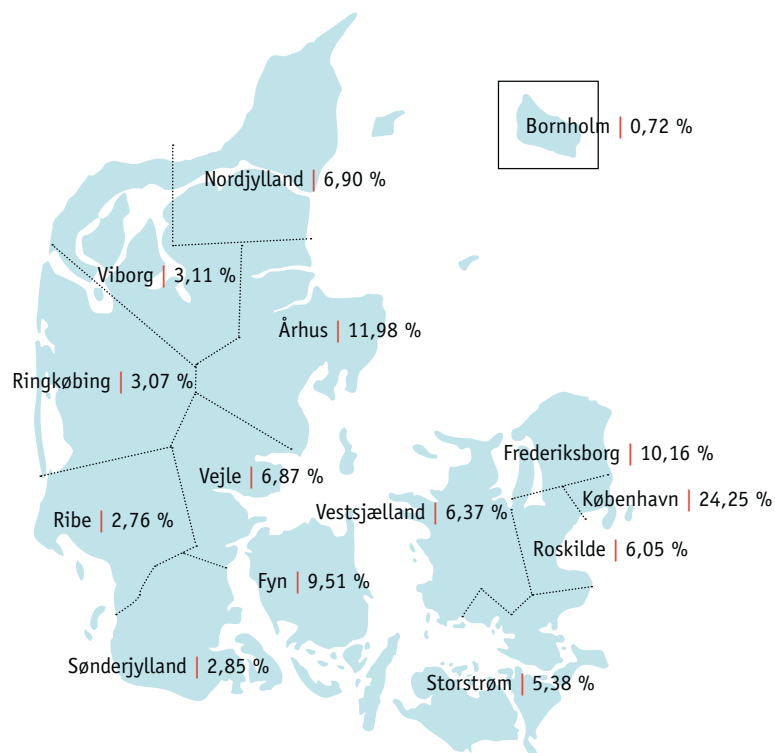 Bornholm | 0,72 %
Nordjylland | 6,90 %
Viborg | 3,11 %
Århus | 11,98 %
Ringkøbing | 3,07 %
Frederiksborg | 10,16 %
Vejle | 6,87 %
København | 24,25 %
Vestsjælland | 6,37 %
Ribe | 2,76 %
Roskilde | 6,05 %
Fyn | 9,51 %
Sønderjylland | 2,85 %
Storstrøm | 5,38 %